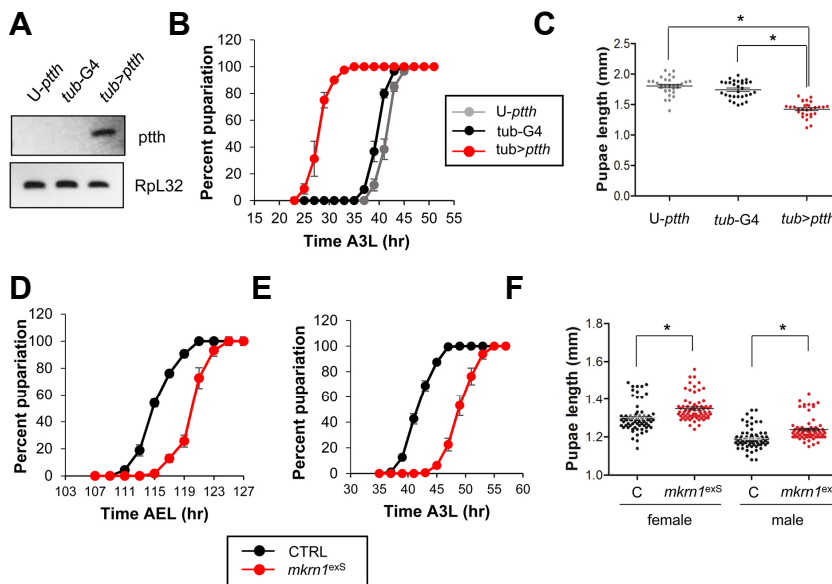 A
U-ptth
tub-G4
tub>ptth
ptth
RpL32
B
Percent pupariation
120
100
80
60
40
20
0
15 25 35 45 55
Time A3L (hr)
U-ptth
tub-G4
tub>ptth
C
* 
*
Pupae length (mm)
2.5
2.0
1.5
1.0
0.5
0.0
U-ptth tub-G4 tub>ptth
D
Percent pupariation
120
100
80
60
40
20
0
103 107 111 115 119 123 127
Time AEL (hr)
E
Percent pupariation
120
100
80
60
40
20
0
30 35 40 45 50 55 60
Time A3L (hr)
CTRL
mkrn1exS
F
* *
Pupae length (mm)
1.8
1.6
1.4
1.2
1.0
C mkrn1exS C mkrn1ex
female male